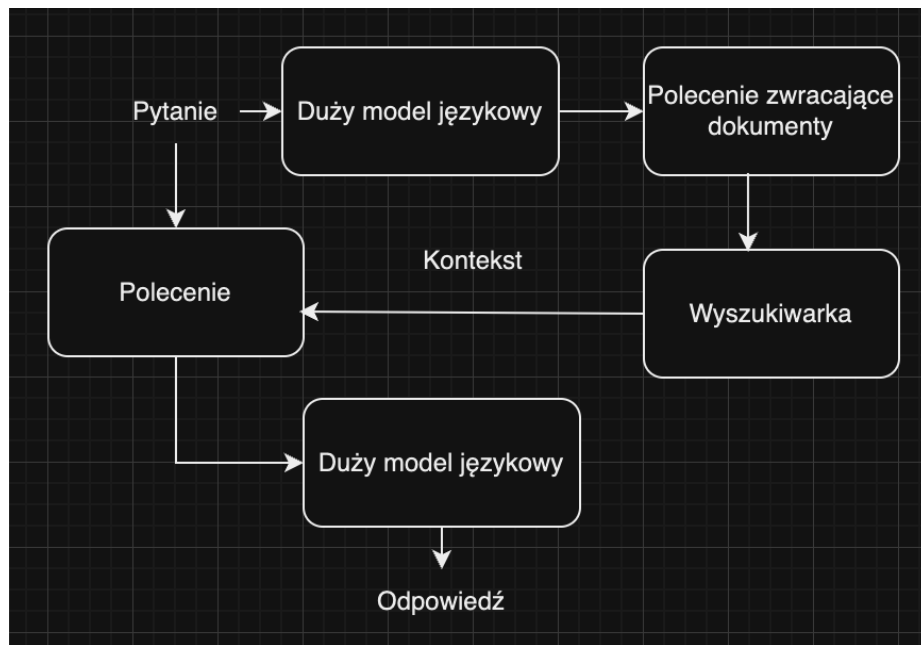 Pytanie
Duży model językowy
Polecenie zwracające
dokumenty
Polecenie
Kontekst
Wyszukiwarka
Duży model językowy
Odpowiedź